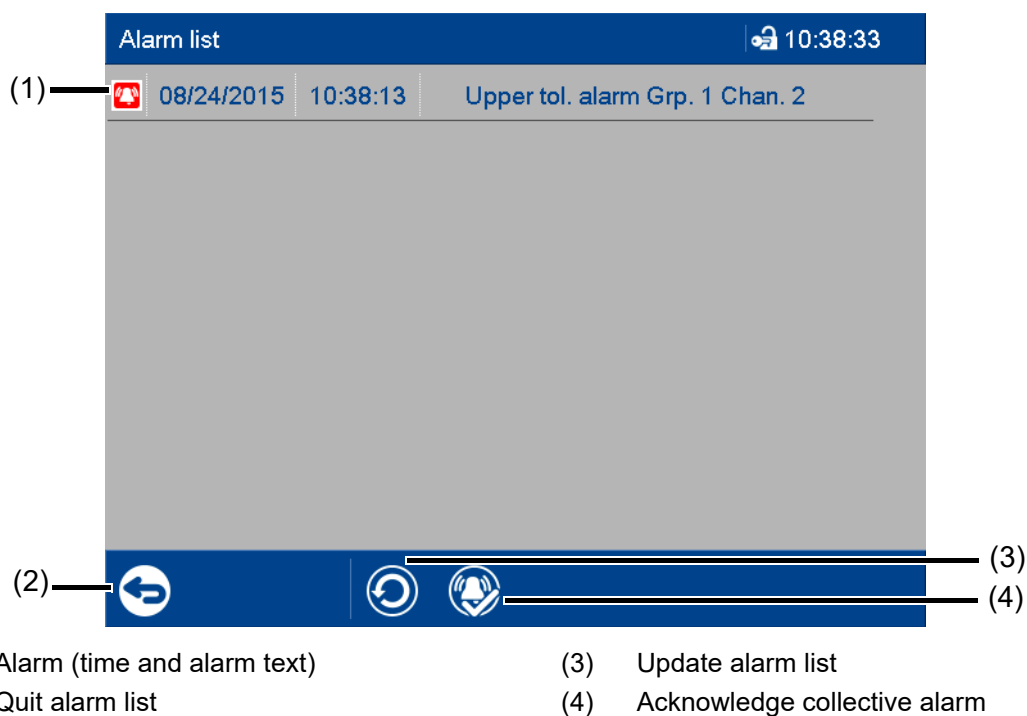 Alarm list 10:38:33
(1) 08/24/2015 10:38:13 Upper tol. alarm Grp. 1 Chan. 2
(3)
(2)
(4)
Alarm (time and alarm text) (3) Update alarm list
Quit alarm list (4) Acknowledge collective alarm